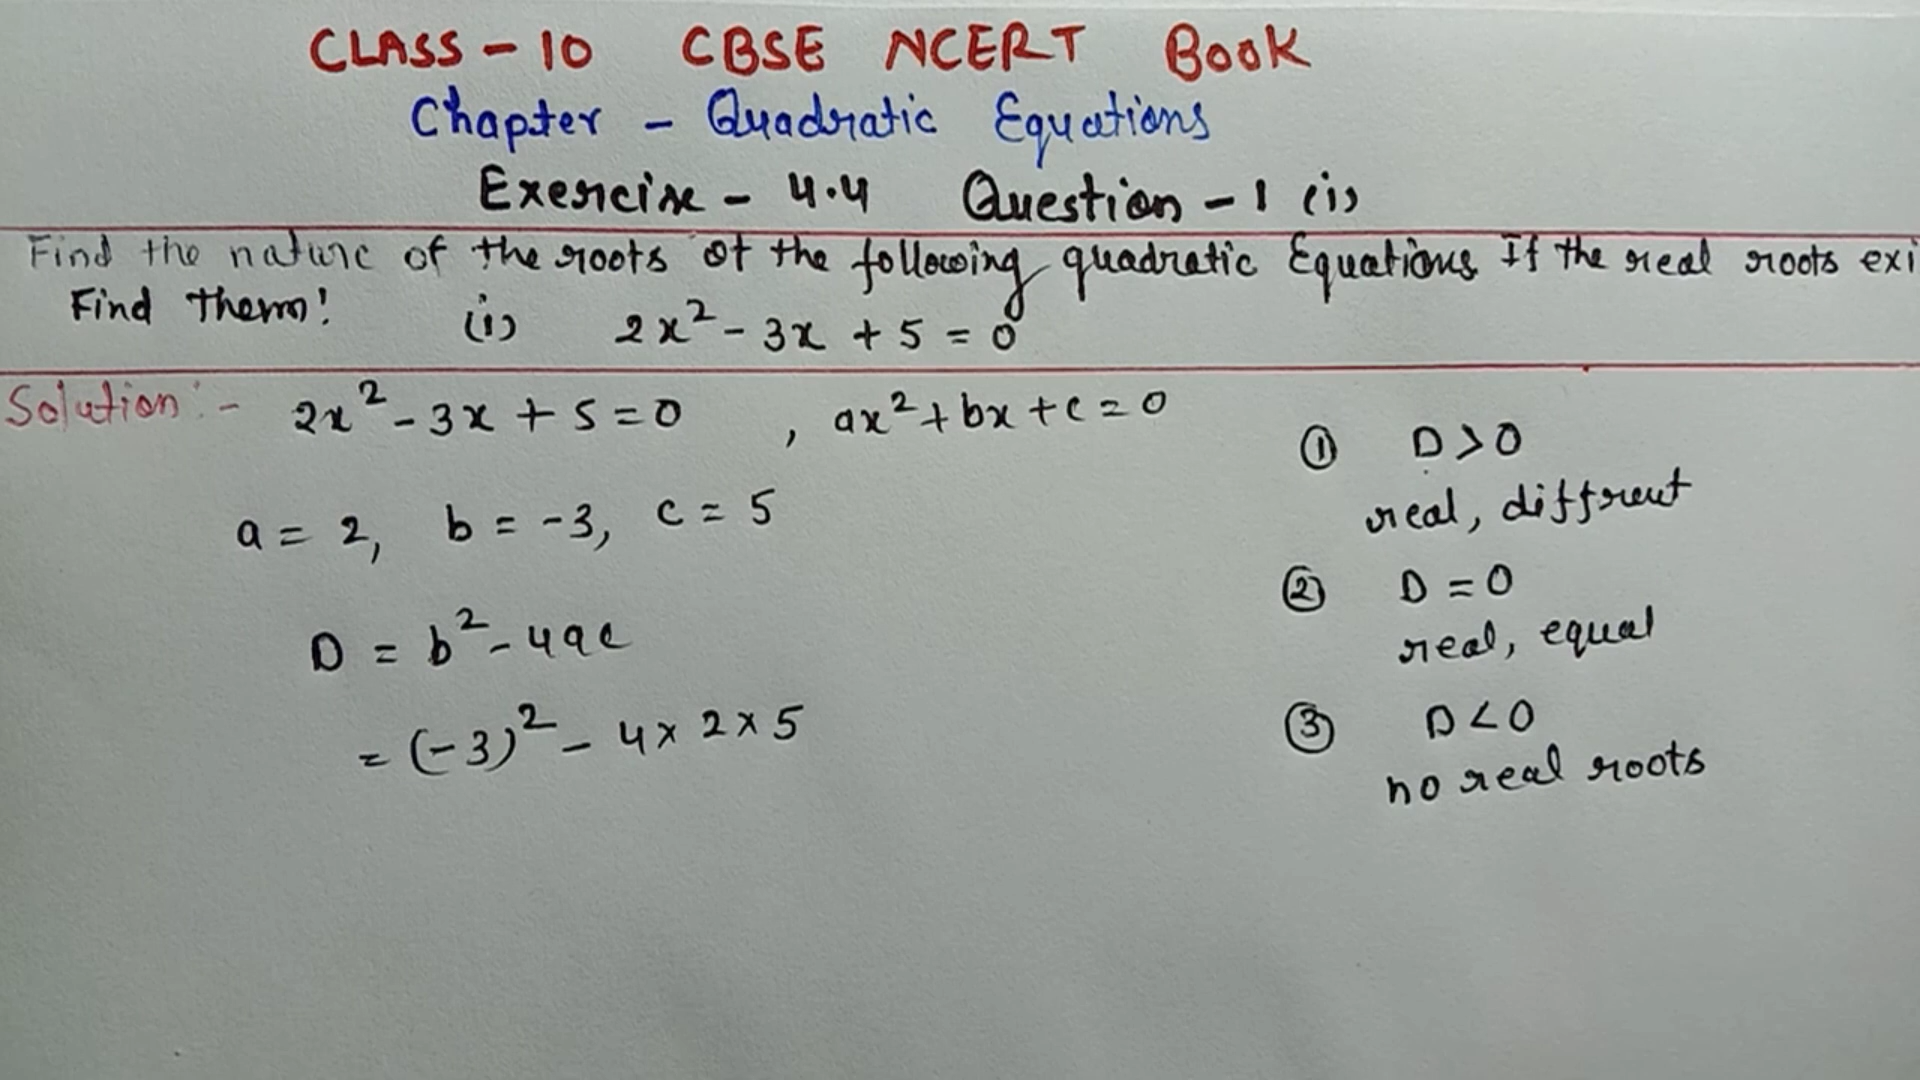 CLASS - 10 CBSE NCERT Book
Chapter - Quadratic Equations
Exercise - 4.4 Question - 1 (i)
Find the nature of the roots of the following quadratic Equations If the real roots exi
Find them!
(i) 2x² - 3x + 5 = 0
Solution :- 2x² - 3x + 5 = 0 , ax² + bx + c = 0
a = 2, b = -3, c = 5
D = b² - 4ac
= (-3)² - 4 x 2 x 5
① D > 0
real, different
② D = 0
real, equal
③ D < 0
no real roots